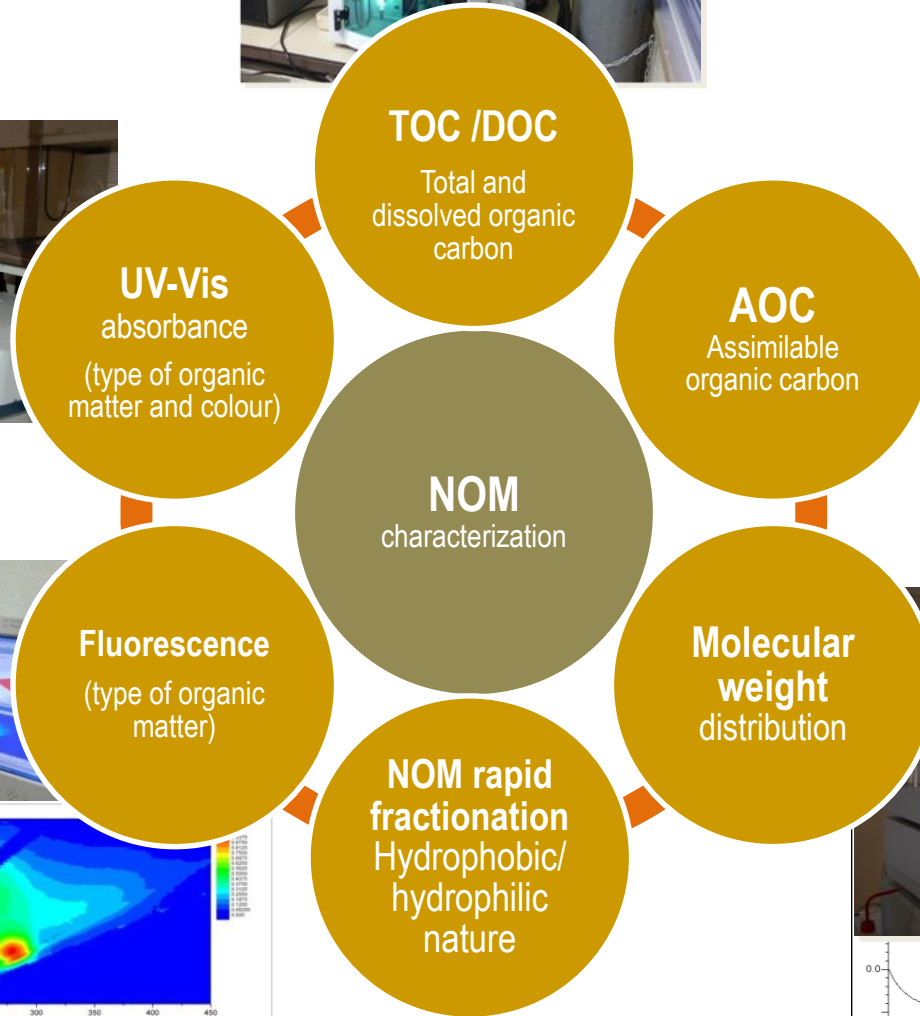 TOC /DOC
Total and
dissolved organic
carbon
UV-Vis
absorbance
(type of organic
matter and colour)
AOC
Assimilable
organic carbon
NOM
characterization
Fluorescence
(type of organic
matter)
Molecular
weight
distribution
NOM rapid
fractionation
Hydrophobic/
hydrophilic
nature
300 350 400 450
0.0